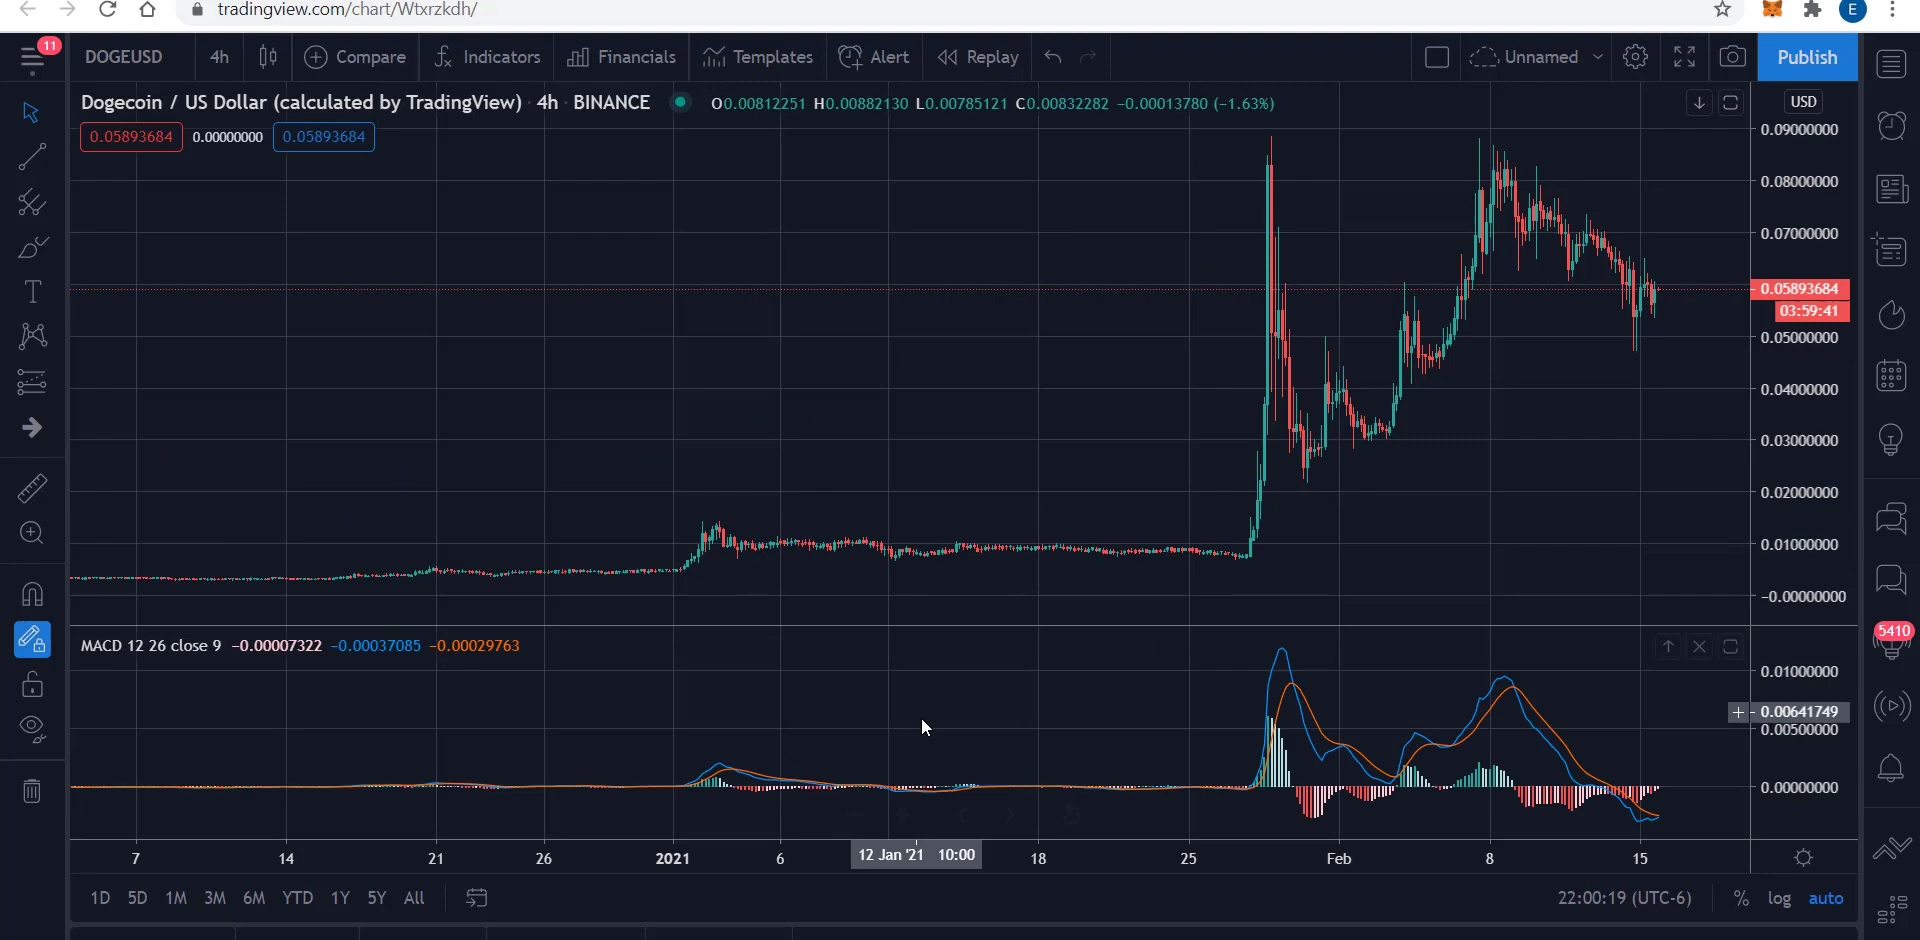 tradingview.com/chart/Wtxrzkdh/
E
11
DOGEUSD 4h Compare Indicators Financials Templates Alert Replay Unnamed Publish
Dogecoin / US Dollar (calculated by TradingView) · 4h · BINANCE O0.00812251 H0.00882130 L0.00785121 C0.00832282 −0.00013780 (−1.63%)
USD
0.05893684 0.00000000 0.05893684
0.09000000
0.08000000
0.07000000
0.05893684
03:59:41
0.05000000
0.04000000
0.03000000
0.02000000
0.01000000
−0.00000000
MACD 12 26 close 9 −0.00007322 −0.00037085 −0.00029763
5410
0.01000000
0.00641749
0.00500000
0.00000000
7 14 21 26 2021 6 12 Jan '21 10:00 18 25 Feb 8 15
1D 5D 1M 3M 6M YTD 1Y 5Y All 22:00:19 (UTC-6) % log auto